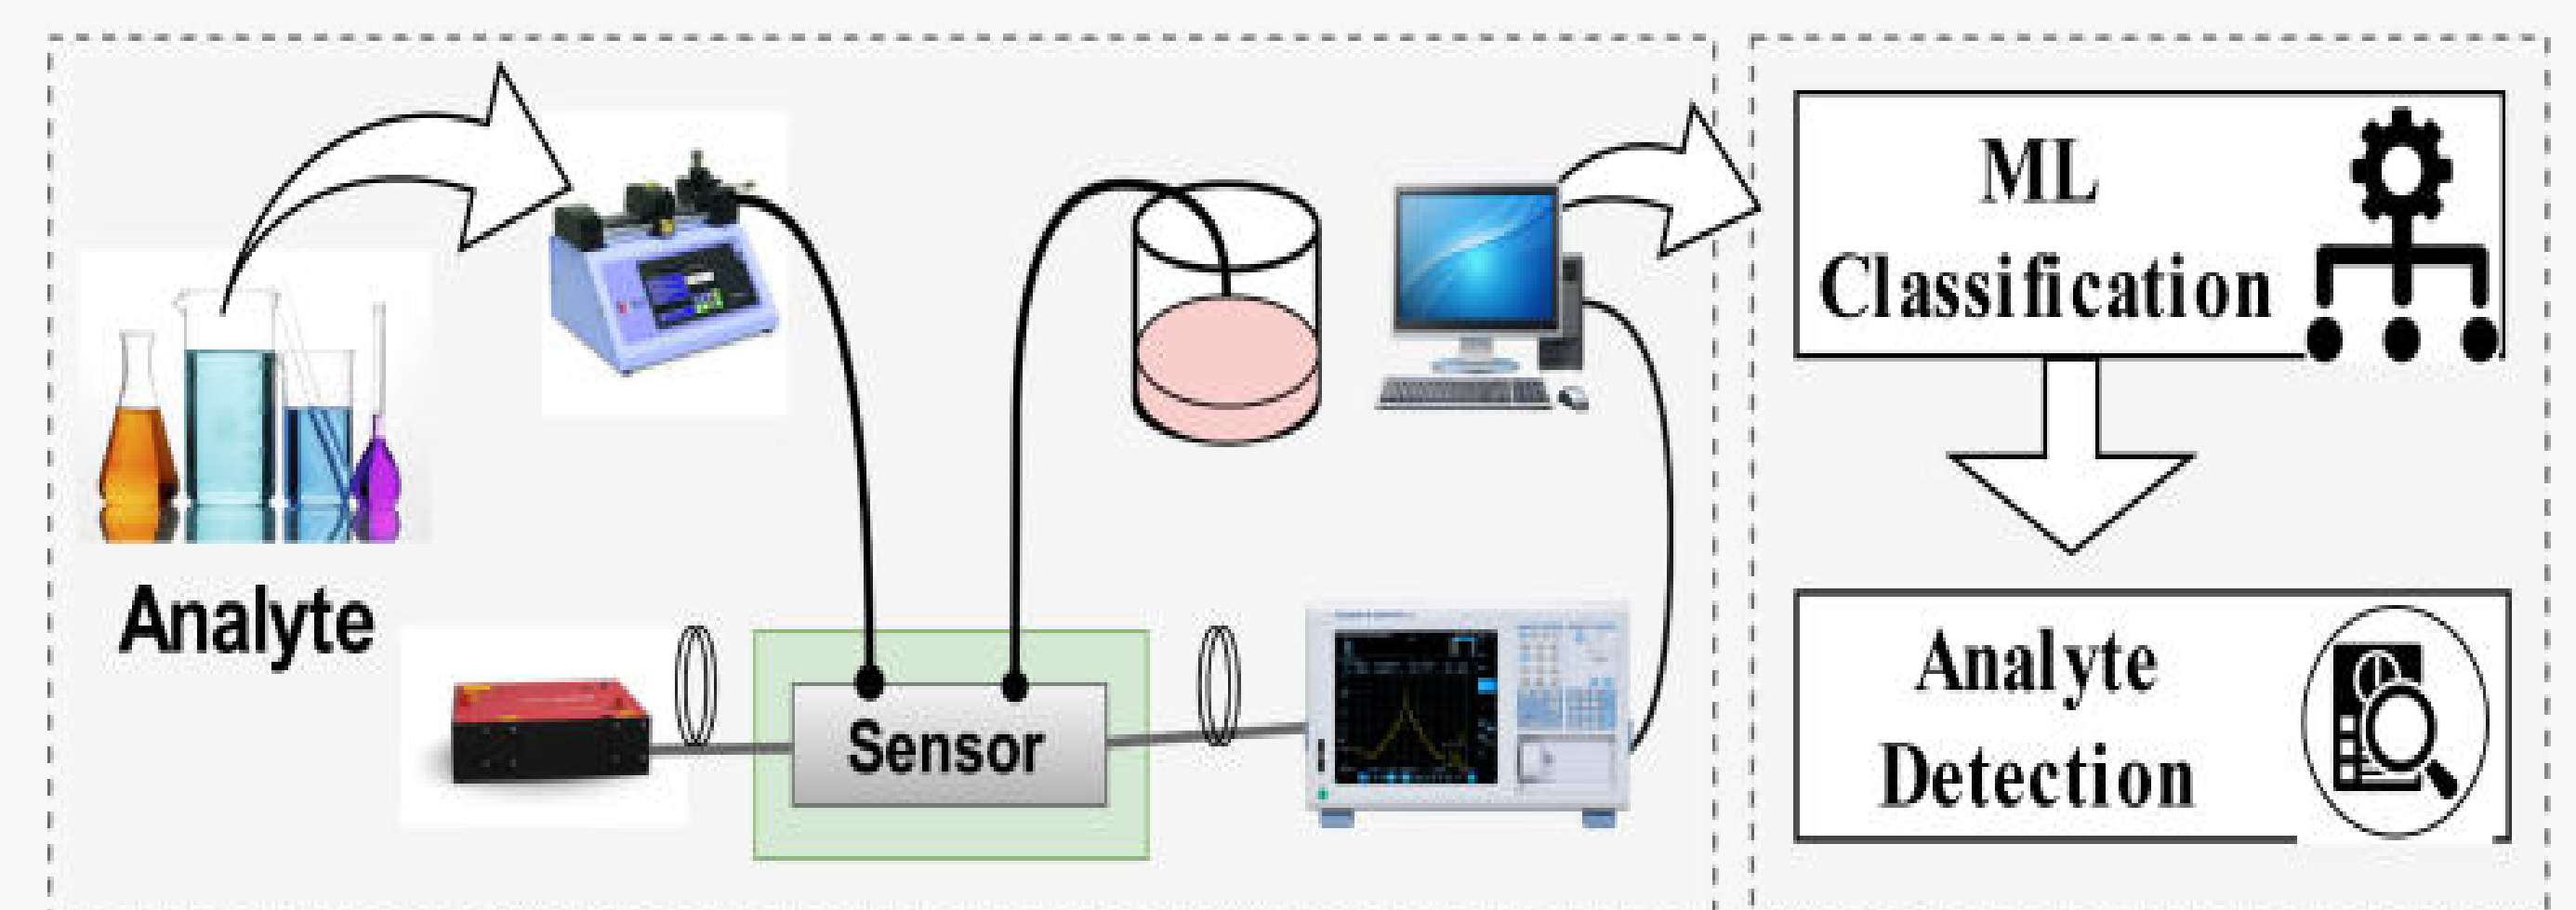 Analyte
Sensor
ML
Classification
Analyte
Detection